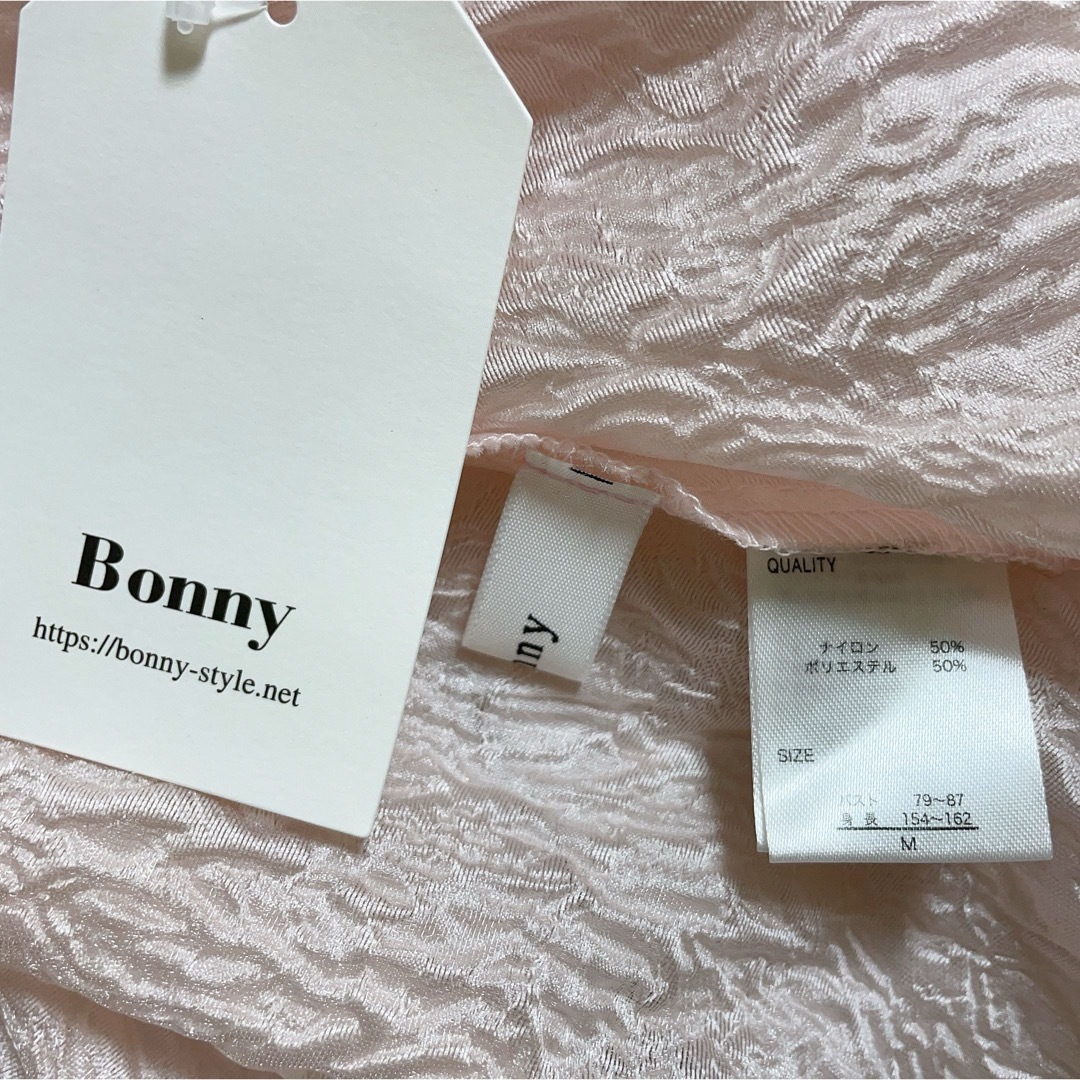 Bonny
https://bonny-style.net
nny
QUALITY
ナイロン 50%
ポリエステル 50%
SIZE
バスト 79~87
身長 154~162
M